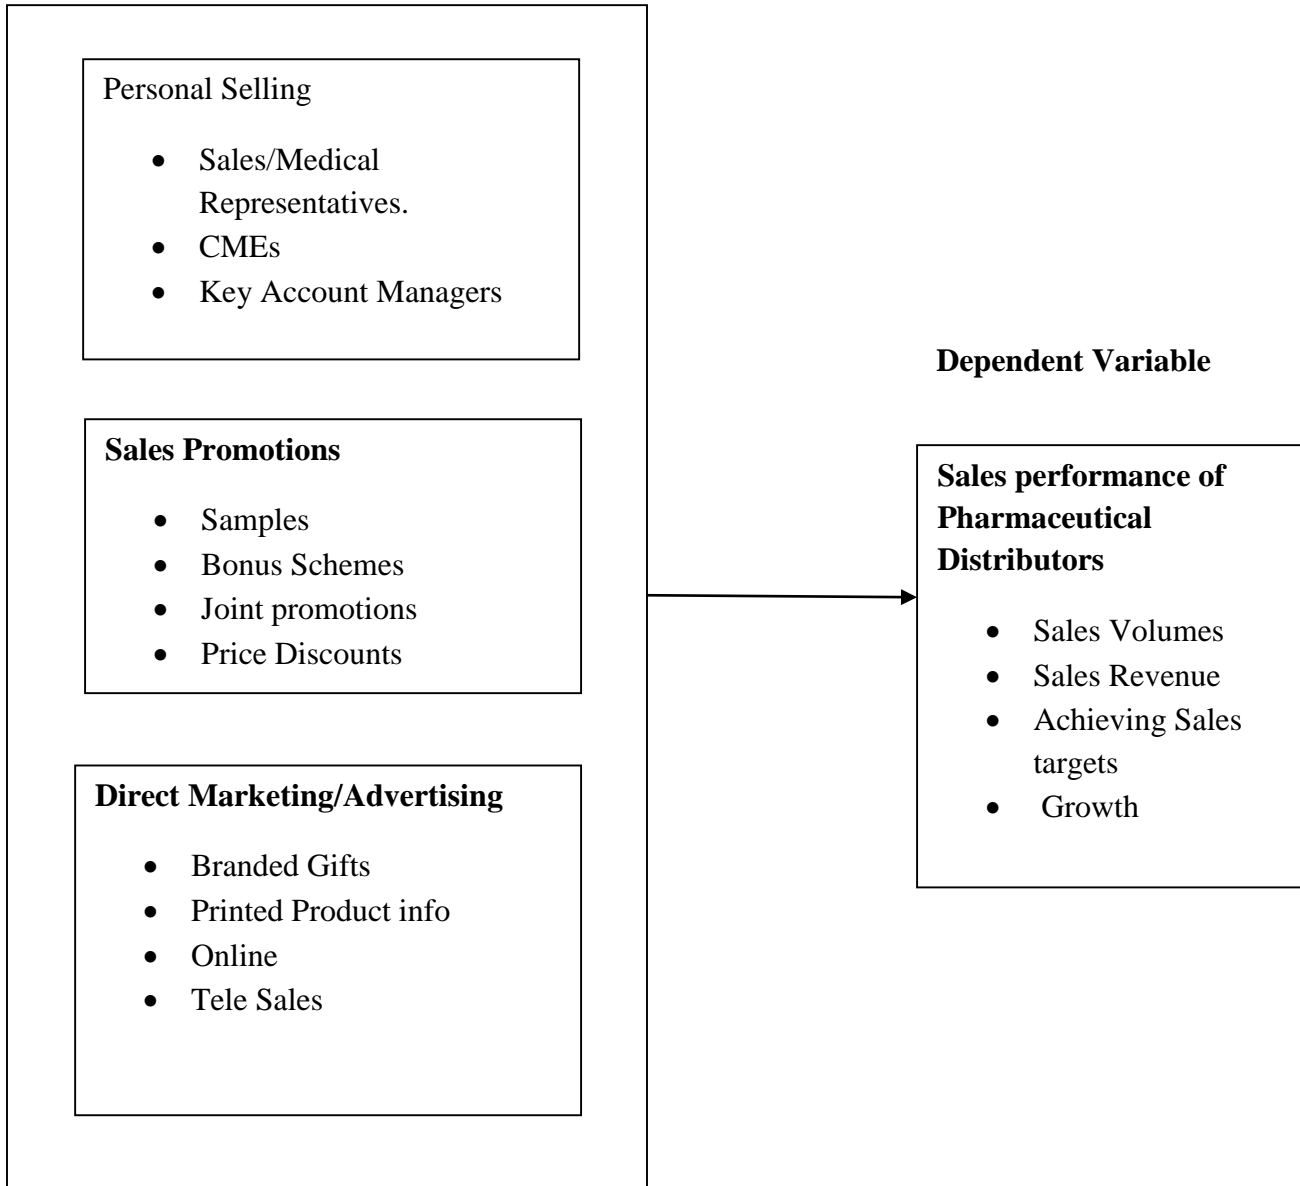 Personal Selling
• Sales/Medical
Representatives.
• CMEs
• Key Account Managers
Sales Promotions
• Samples
• Bonus Schemes
• Joint promotions
• Price Discounts
Direct Marketing/Advertising
• Branded Gifts
• Printed Product info
• Online
• Tele Sales
Dependent Variable
Sales performance of
Pharmaceutical
Distributors
• Sales Volumes
• Sales Revenue
• Achieving Sales
targets
• Growth